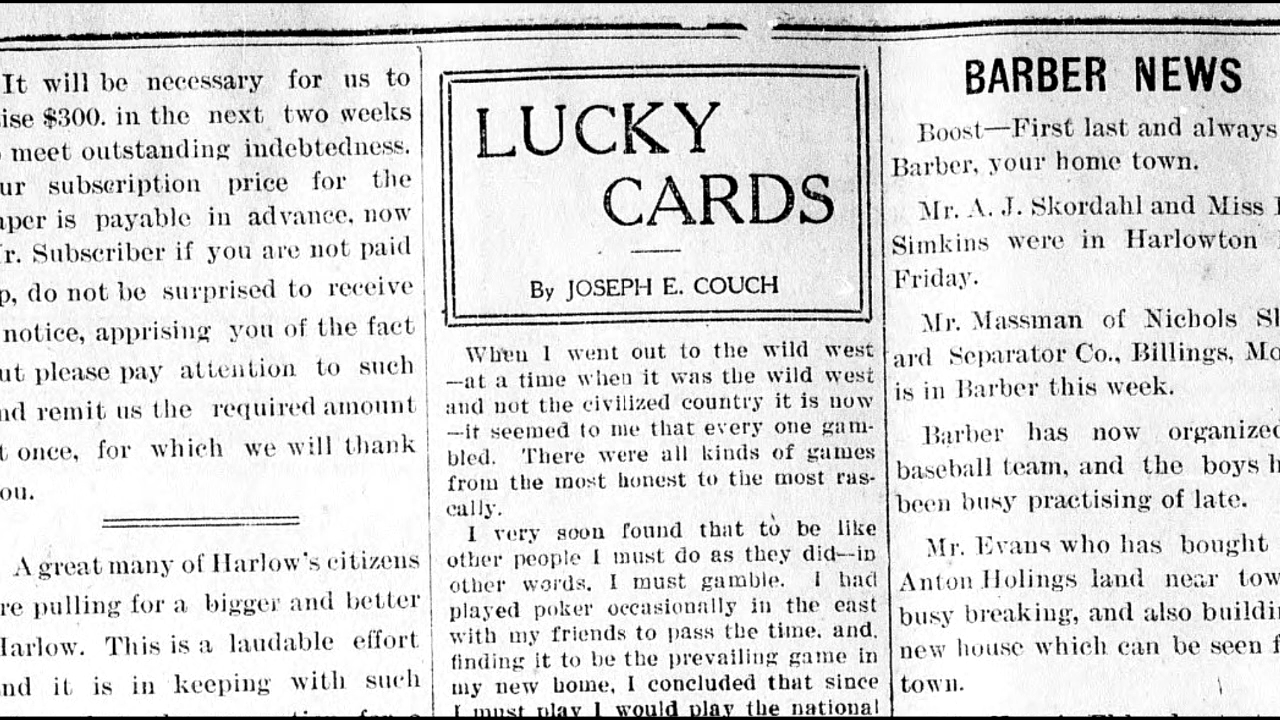 It will be necessary for us to
ise $300. in the next two weeks
meet outstanding indebtedness.
ur subscription price for the
aper is payable in advance, now
r. Subscriber if you are not paid
p, do not be surprised to receive
notice, apprising you of the fact
ut please pay attention to such
nd remit us the required amount
t once, for which we will thank
ou.
A great many of Harlow's citizens
re pulling for a bigger and better
Harlow. This is a laudable effort
nd it is in keeping with such
LUCKY
CARDS
By JOSEPH E. COUCH
When I went out to the wild west
—at a time when it was the wild west
and not the civilized country it is now
—it seemed to me that every one gam-
bled. There were all kinds of games
from the most honest to the most ras-
cally.
I very soon found that to be like
other people I must do as they did—in
other words, I must gamble. I had
played poker occasionally in the east
with my friends to pass the time, and,
finding it to be the prevailing game in
my new home, I concluded that since
I must play I would play the national
BARBER NEWS
Boost—First last and always
Barber, your home town.
Mr. A. J. Skordahl and Miss
Simkins were in Harlowton
Friday.
Mr. Massman of Nichols Sh
ard Separator Co., Billings, Mo
is in Barber this week.
Barber has now organized
baseball team, and the boys h
been busy practising of late.
Mr. Evans who has bought
Anton Holings land near tow
busy breaking, and also buildi
new house which can be seen f
town.